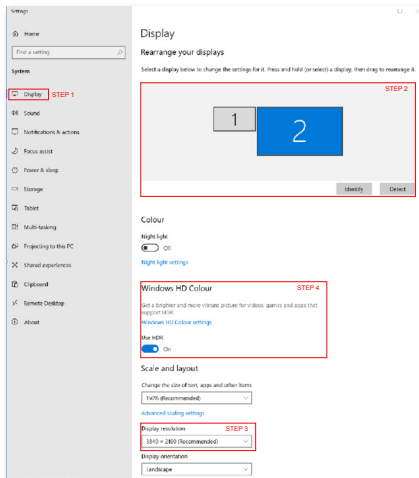 Settings
Home
Find a setting
System
Display STEP 1
Sound
Notifications & actions
Focus assist
Power & sleep
Storage
Tablet
Multi-tasking
Projecting to this PC
Shared experiences
Clipboard
Remote Desktop
About
Display
Rearrange your displays
Select a display below to change the settings for it. Press and hold (or select) a display, then drag to rearrange it.
STEP 2
1
2
Identify Detect
Colour
Night light
Off
Night light settings
Windows HD Colour STEP 4
Get a brighter and more vibrant picture for videos, games and apps that
support HDR.
Windows HD Colour settings
Use HDR
On
Scale and layout
Change the size of text, apps and other items
150% (Recommended)
Advanced scaling settings
Display resolution STEP 3
3840 × 2160 (Recommended)
Display orientation
Landscape